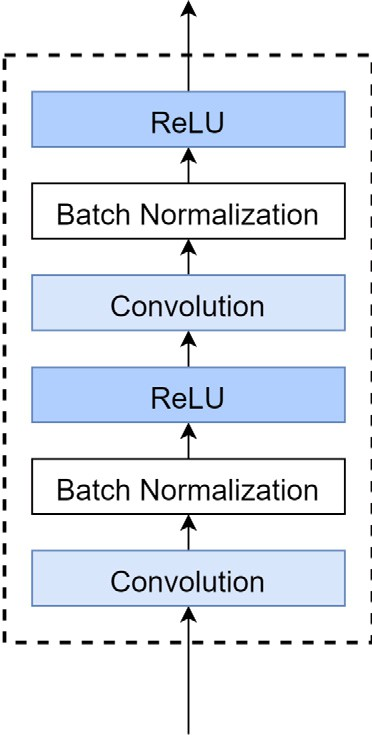 ReLU
Batch Normalization
Convolution
ReLU
Batch Normalization
Convolution